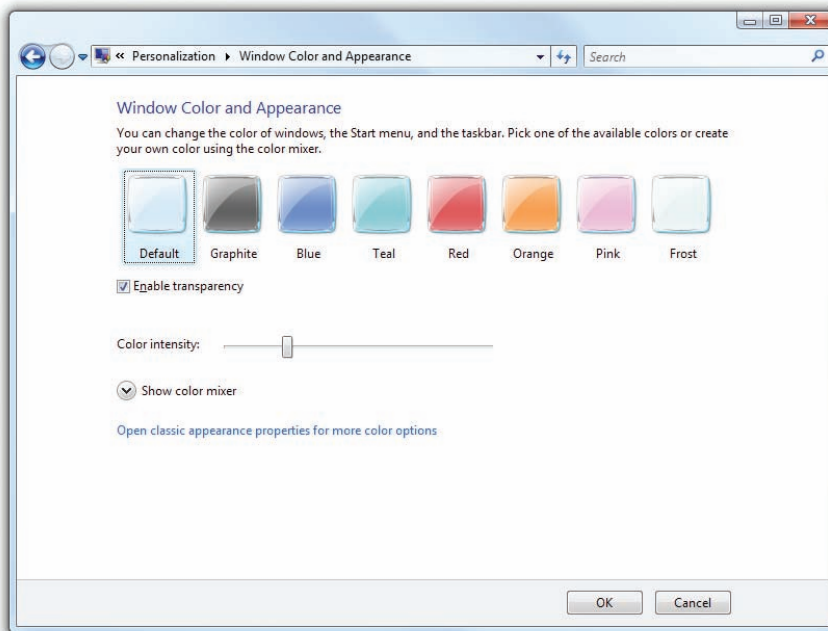 « Personalization ▸ Window Color and Appearance
Search
Window Color and Appearance
You can change the color of windows, the Start menu, and the taskbar. Pick one of the available colors or create
your own color using the color mixer.
Default Graphite Blue Teal Red Orange Pink Frost
Enable transparency
Color intensity:
Show color mixer
Open classic appearance properties for more color options
OK Cancel